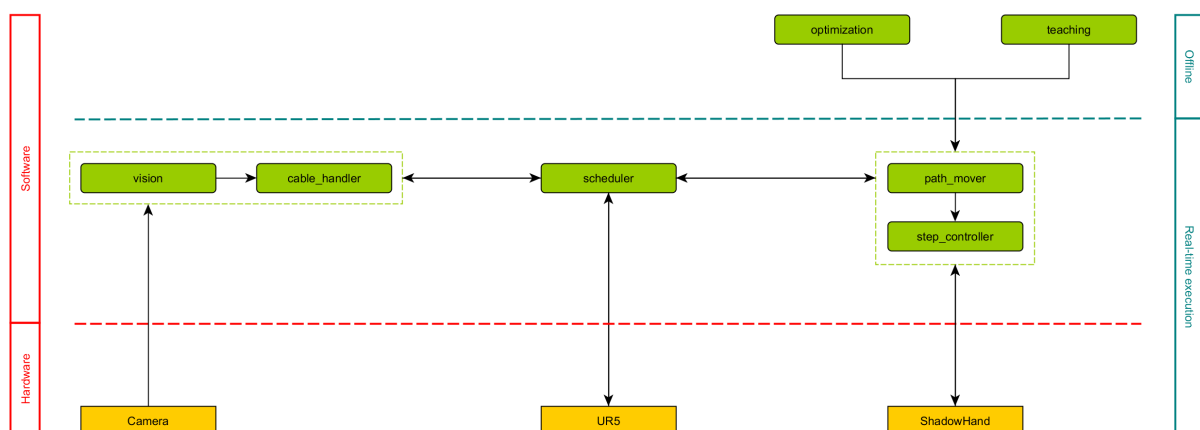 optimization
teaching
Offline
Software
vision
cable_handler
scheduler
path_mover
step_controller
Real-time execution
Hardware
Camera
UR5
ShadowHand